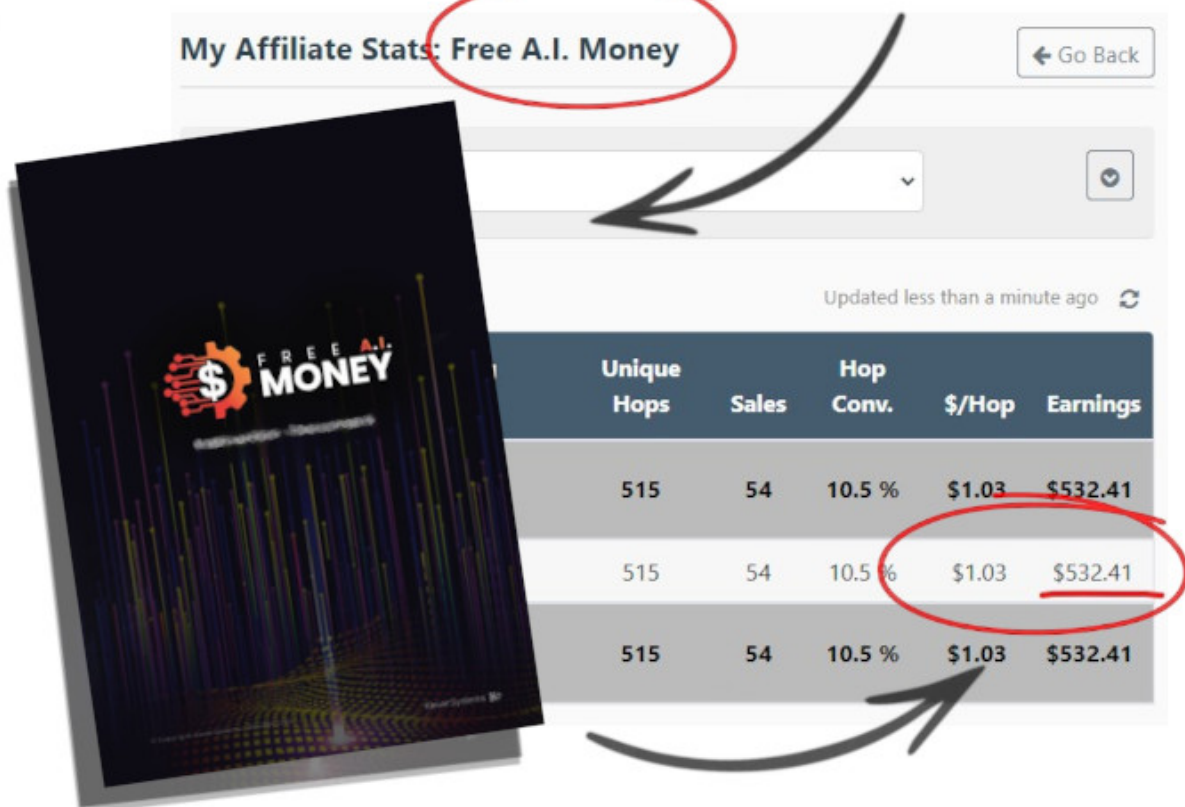 My Affiliate Stats: Free A.I. Money
Go Back
Updated less than a minute ago
Unique Hops Sales Hop Conv. $/Hop Earnings
515 54 10.5 % $1.03 $532.41
515 54 10.5 % $1.03 $532.41
515 54 10.5 % $1.03 $532.41
$
FREE A.I.
MONEY